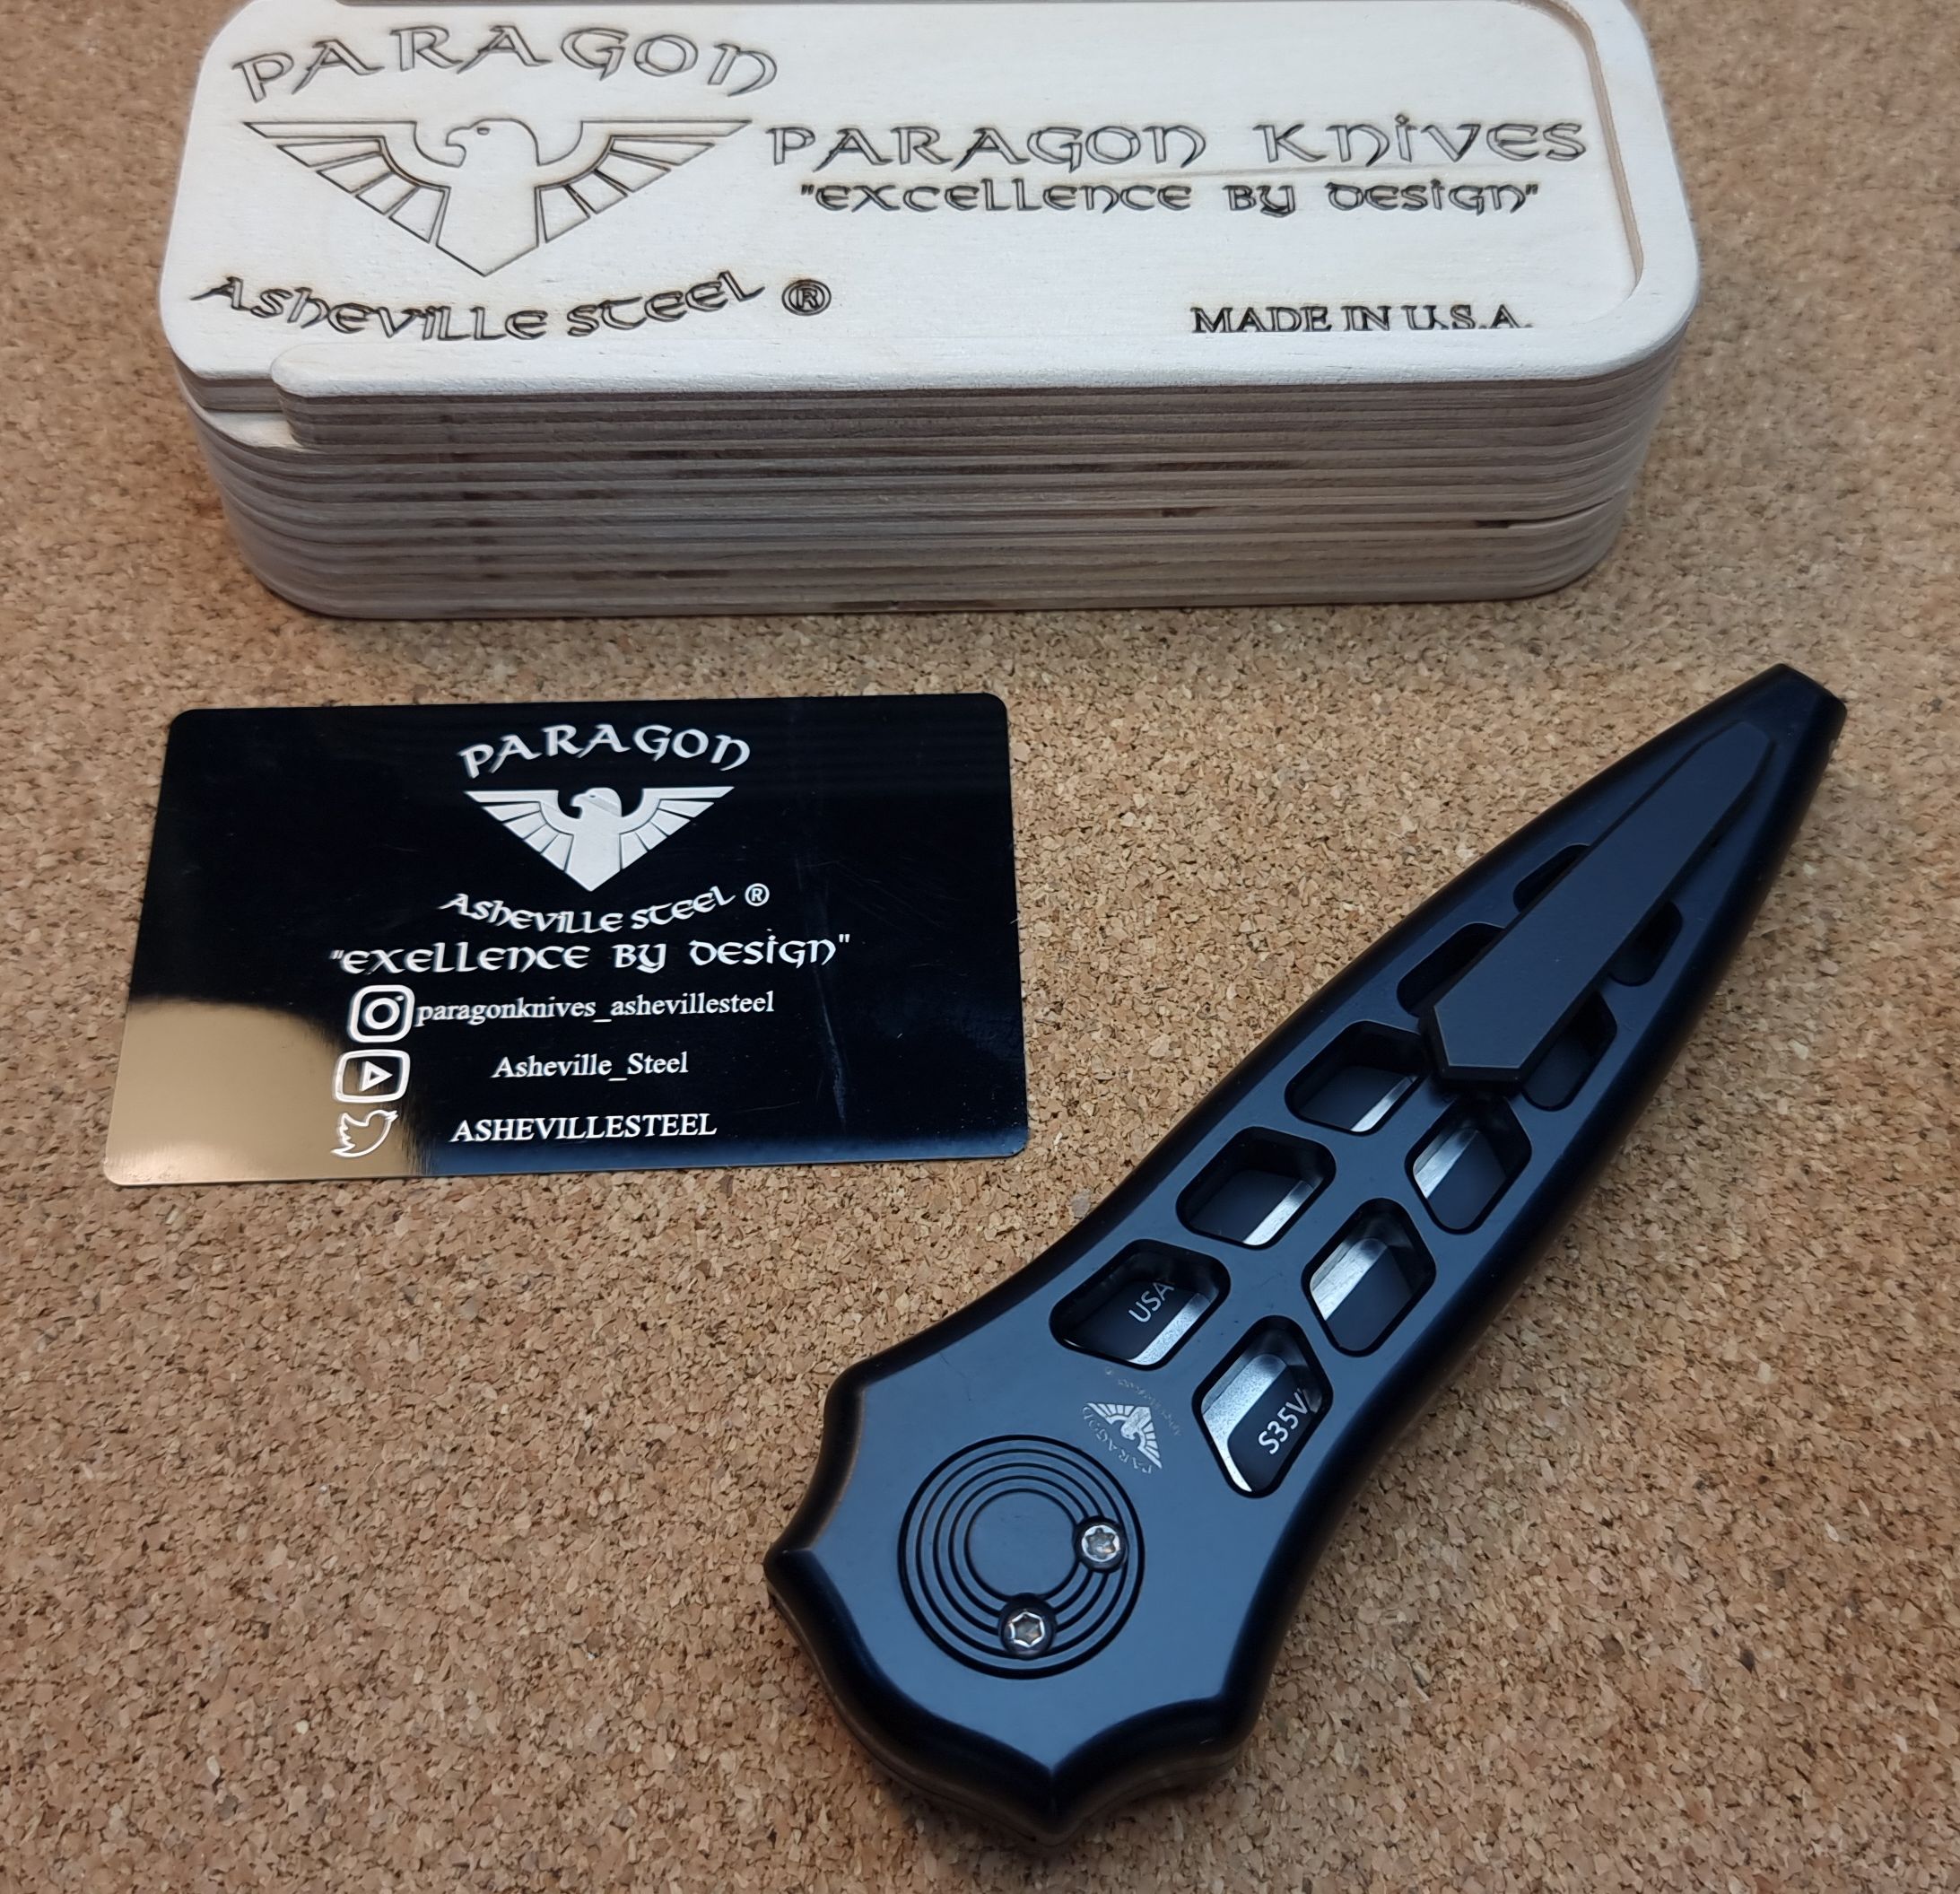 PARAGON
PARAGON KNIVES
"EXCELLENCE BY DESIGN"
ASHEVILLE STEEL ®
MADE IN U.S.A.
PARAGON
ASHEVILLE STEEL ®
"EXELLENCE BY DESIGN"
paragonknives_ashevillesteel
Asheville_Steel
ASHEVILLESTEEL
USA
S35V
PARAGON